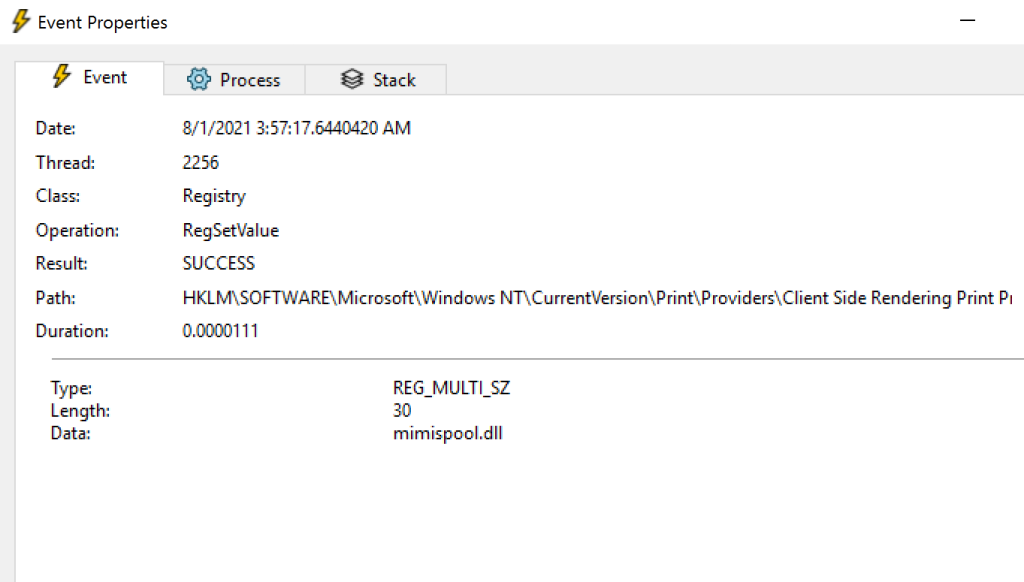 Event Properties
Event Process Stack
Date: 8/1/2021 3:57:17.6440420 AM
Thread: 2256
Class: Registry
Operation: RegSetValue
Result: SUCCESS
Path: HKLM\SOFTWARE\Microsoft\Windows NT\CurrentVersion\Print\Providers\Client Side Rendering Print Pr
Duration: 0.0000111
Type: REG_MULTI_SZ
Length: 30
Data: mimispool.dll